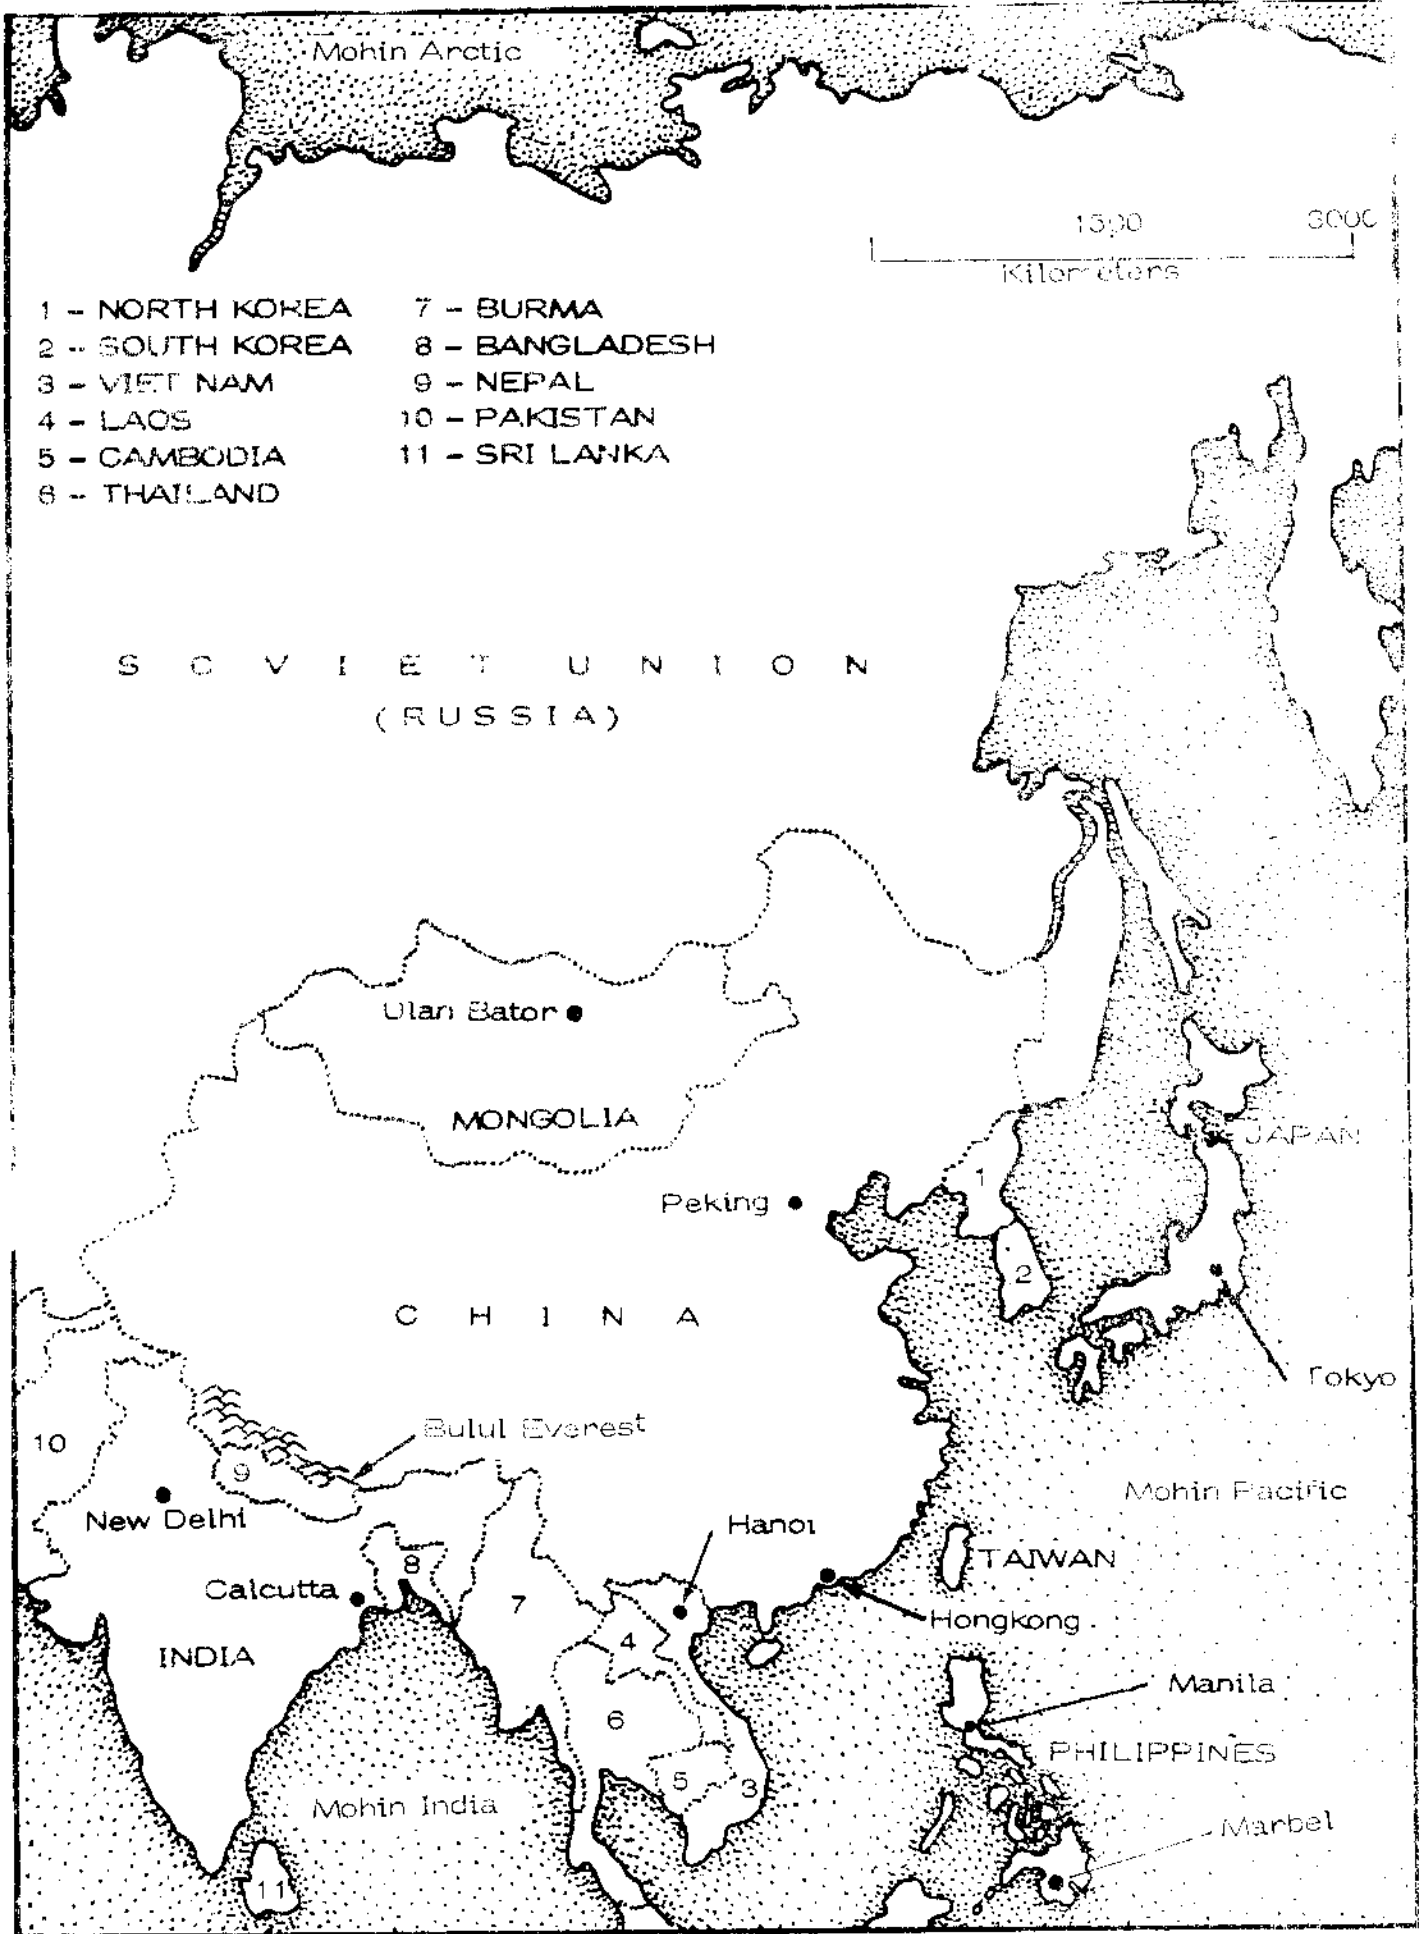 Mohin Arctic
1500 3000
Kilometers
1 - NORTH KOREA
2 - SOUTH KOREA
3 - VIET NAM
4 - LAOS
5 - CAMBODIA
6 - THAILAND
7 - BURMA
8 - BANGLADESH
9 - NEPAL
10 - PAKISTAN
11 - SRI LANKA
SOVIET UNION
(RUSSIA)
Ulan Bator
MONGOLIA
JAPAN
1
Peking
2
CHINA
Tokyo
Bulul Everest
10
9
Mohin Pacific
New Delhi
Hanoi
8
TAIWAN
Calcutta
7
Hongkong
4
INDIA
Manila
6
PHILIPPINES
5
3
Mohin India
Marbel
11